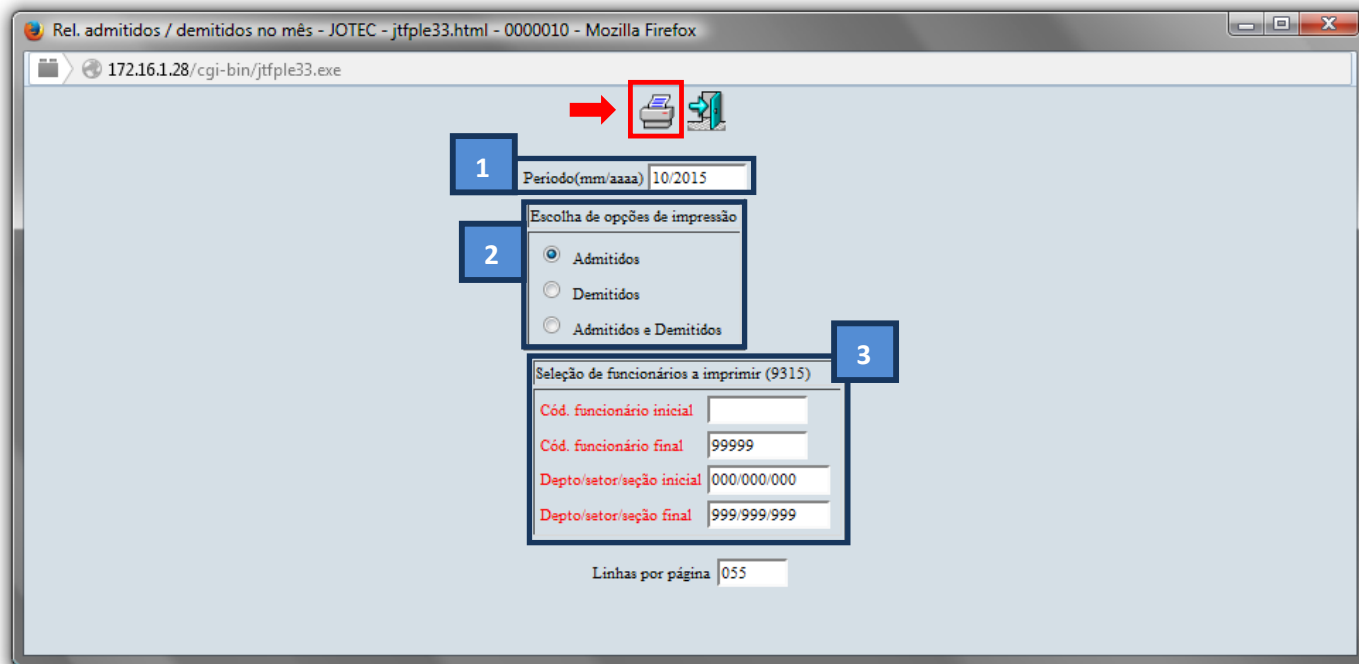 Rel. admitidos / demitidos no mês - JOTEC - jtfple33.html - 0000010 - Mozilla Firefox
172.16.1.28/cgi-bin/jtfple33.exe
1
Periodo(mm/aaaa) 10/2015
Escolha de opções de impressão
2
Admitidos
Demitidos
Admitidos e Demitidos
3
Seleção de funcionários a imprimir (9315)
Cód. funcionário inicial
Cód. funcionário final 99999
Depto/setor/seção inicial 000/000/000
Depto/setor/seção final 999/999/999
Linhas por página 055